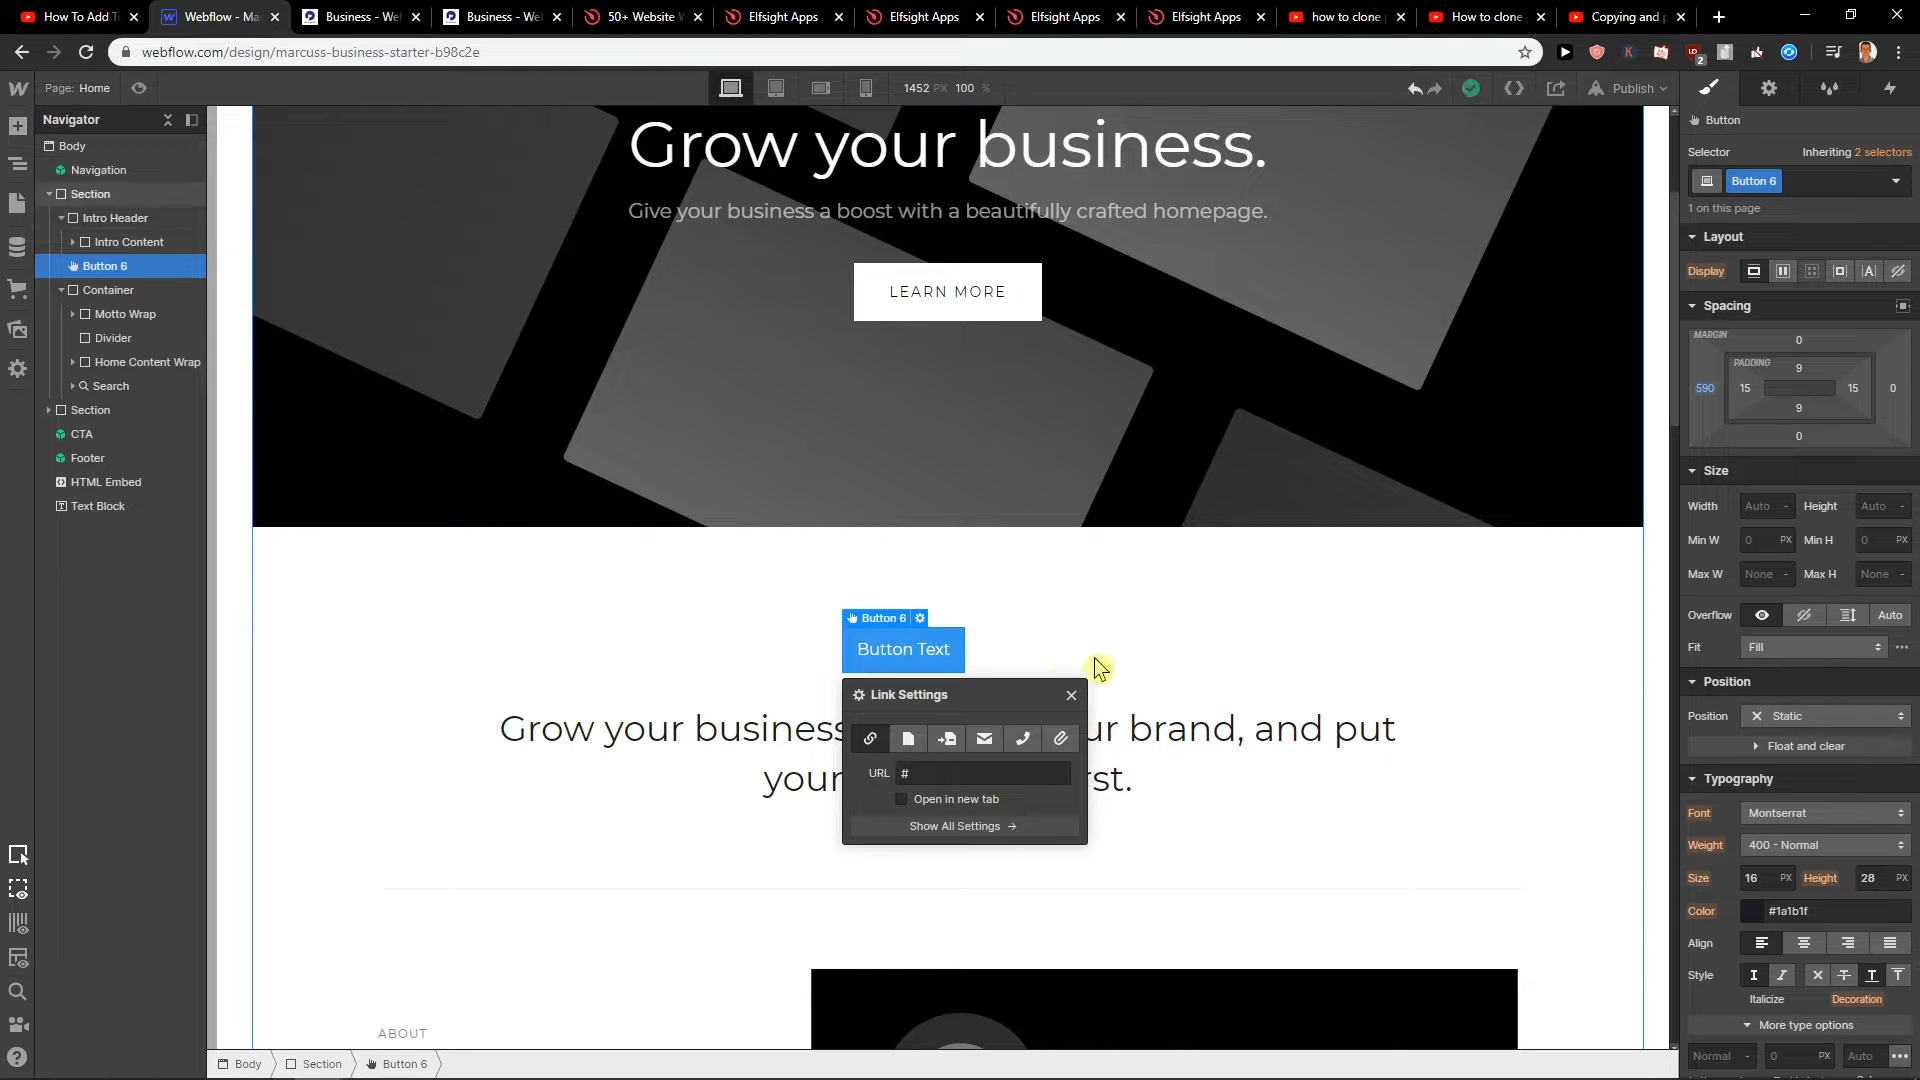 How To Add T
Webflow - Ma
Business - Wel
Business - Wel
50+ Website W
Elfsight Apps
Elfsight Apps
Elfsight Apps
Elfsight Apps
how to clone
How to clone
Copying and p
webflow.com/design/marcuss-business-starter-b98c2e
2
Page: Home
1452 PX 100 %
Publish
Navigator
Body
Navigation
Section
Intro Header
Intro Content
Button 6
Container
Motto Wrap
Divider
Home Content Wrap
Search
Section
CTA
Footer
HTML Embed
Text Block
Grow your business.
Give your business a boost with a beautifully crafted homepage.
LEARN MORE
Button 6
Button Text
Link Settings
Grow your business
ur brand, and put
your
rst.
URL #
Open in new tab
Show All Settings
ABOUT
Body
Section
Button 6
Button
Selector
Inheriting 2 selectors
Button 6
1 on this page
Layout
Display
Spacing
MARGIN
0
PADDING
9
590
15
15
0
9
0
Size
Width Auto - Height Auto -
Min W 0 PX Min H 0 PX
Max W None - Max H None -
Overflow Auto
Fit Fill
Position
Position Static
Float and clear
Typography
Font Montserrat
Weight 400 - Normal
Size 16 PX Height 28 PX
Color #1a1b1f
Align
Style
Italicize Decoration
More type options
Normal - 0 PX Auto